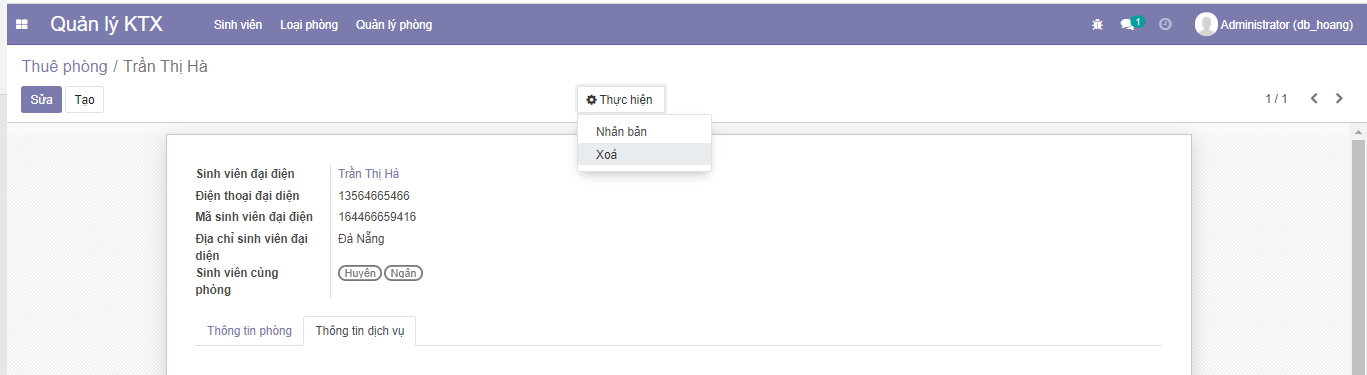 Quản lý KTX Sinh viên Loại phòng Quản lý phòng 1 Administrator (db_hoang)
Thuê phòng / Trần Thị Hà
Sửa Tạo Thực hiện 1 / 1
Nhân bản
Xoá
Sinh viên đại điện Trần Thị Hà
Điện thoại đại diện 13564665466
Mã sinh viên đại điện 164466659416
Địa chỉ sinh viên đại Đà Nẵng
diện
Sinh viên cùng Huyền Ngân
phòng
Thông tin phòng Thông tin dịch vụ